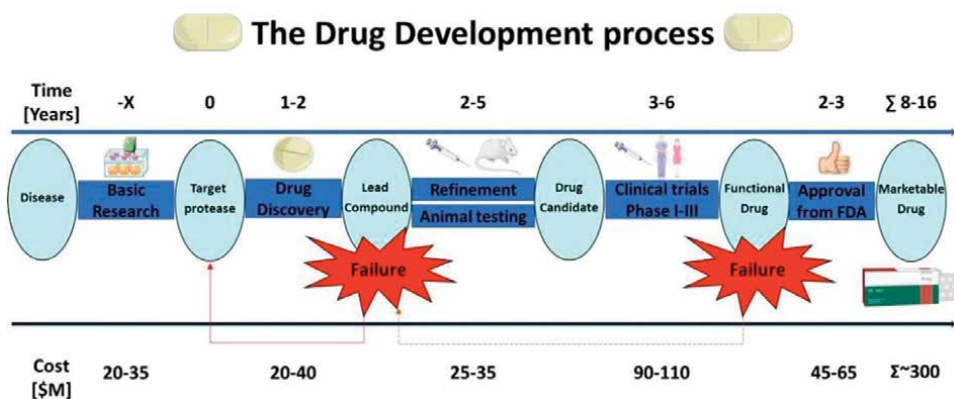 The Drug Development process
Time
[Years]
-X
0
1-2
2-5
3-6
2-3
∑ 8-16
Disease
Basic
Research
Target
protease
Drug
Discovery
Lead
Compound
Refinement
Animal testing
Drug
Candidate
Clinical trials
Phase I-III
Functional
Drug
Approval
from FDA
Marketable
Drug
Failure
Failure
Cost
[$M]
20-35
20-40
25-35
90-110
45-65
Σ~300